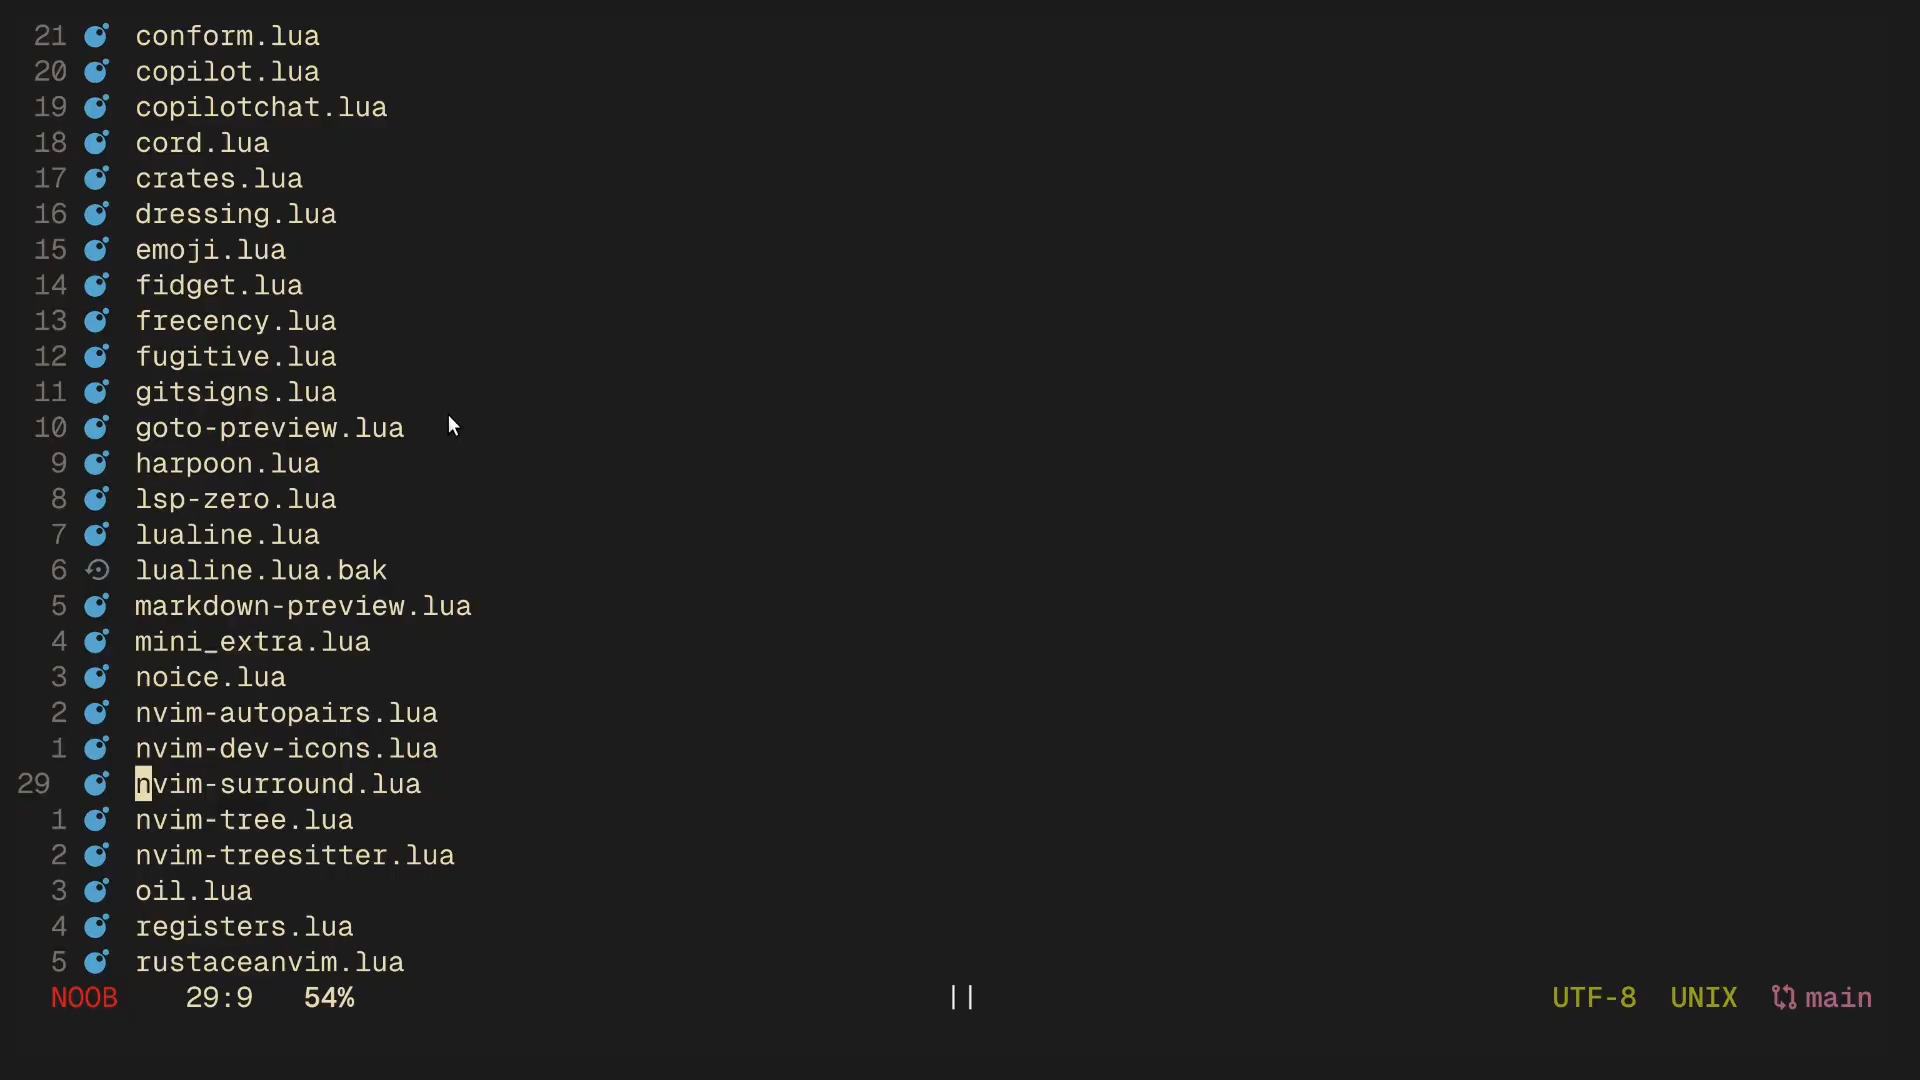 21 conform.lua
20 copilot.lua
19 copilotchat.lua
18 cord.lua
17 crates.lua
16 dressing.lua
15 emoji.lua
14 fidget.lua
13 frecency.lua
12 fugitive.lua
11 gitsigns.lua
10 goto-preview.lua
9 harpoon.lua
8 lsp-zero.lua
7 lualine.lua
6 lualine.lua.bak
5 markdown-preview.lua
4 mini_extra.lua
3 noice.lua
2 nvim-autopairs.lua
1 nvim-dev-icons.lua
29 nvim-surround.lua
1 nvim-tree.lua
2 nvim-treesitter.lua
3 oil.lua
4 registers.lua
5 rustaceanvim.lua
NOOB 29:9 54% || UTF-8 UNIX main